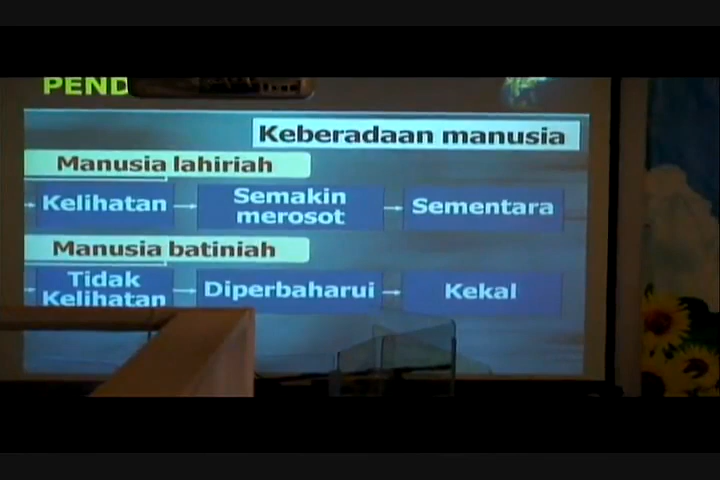 PEND
Keberadaan manusia
Manusia lahiriah
Kelihatan
Semakin
merosot
Sementara
Manusia batiniah
Tidak
Kelihatan
Diperbaharui
Kekal